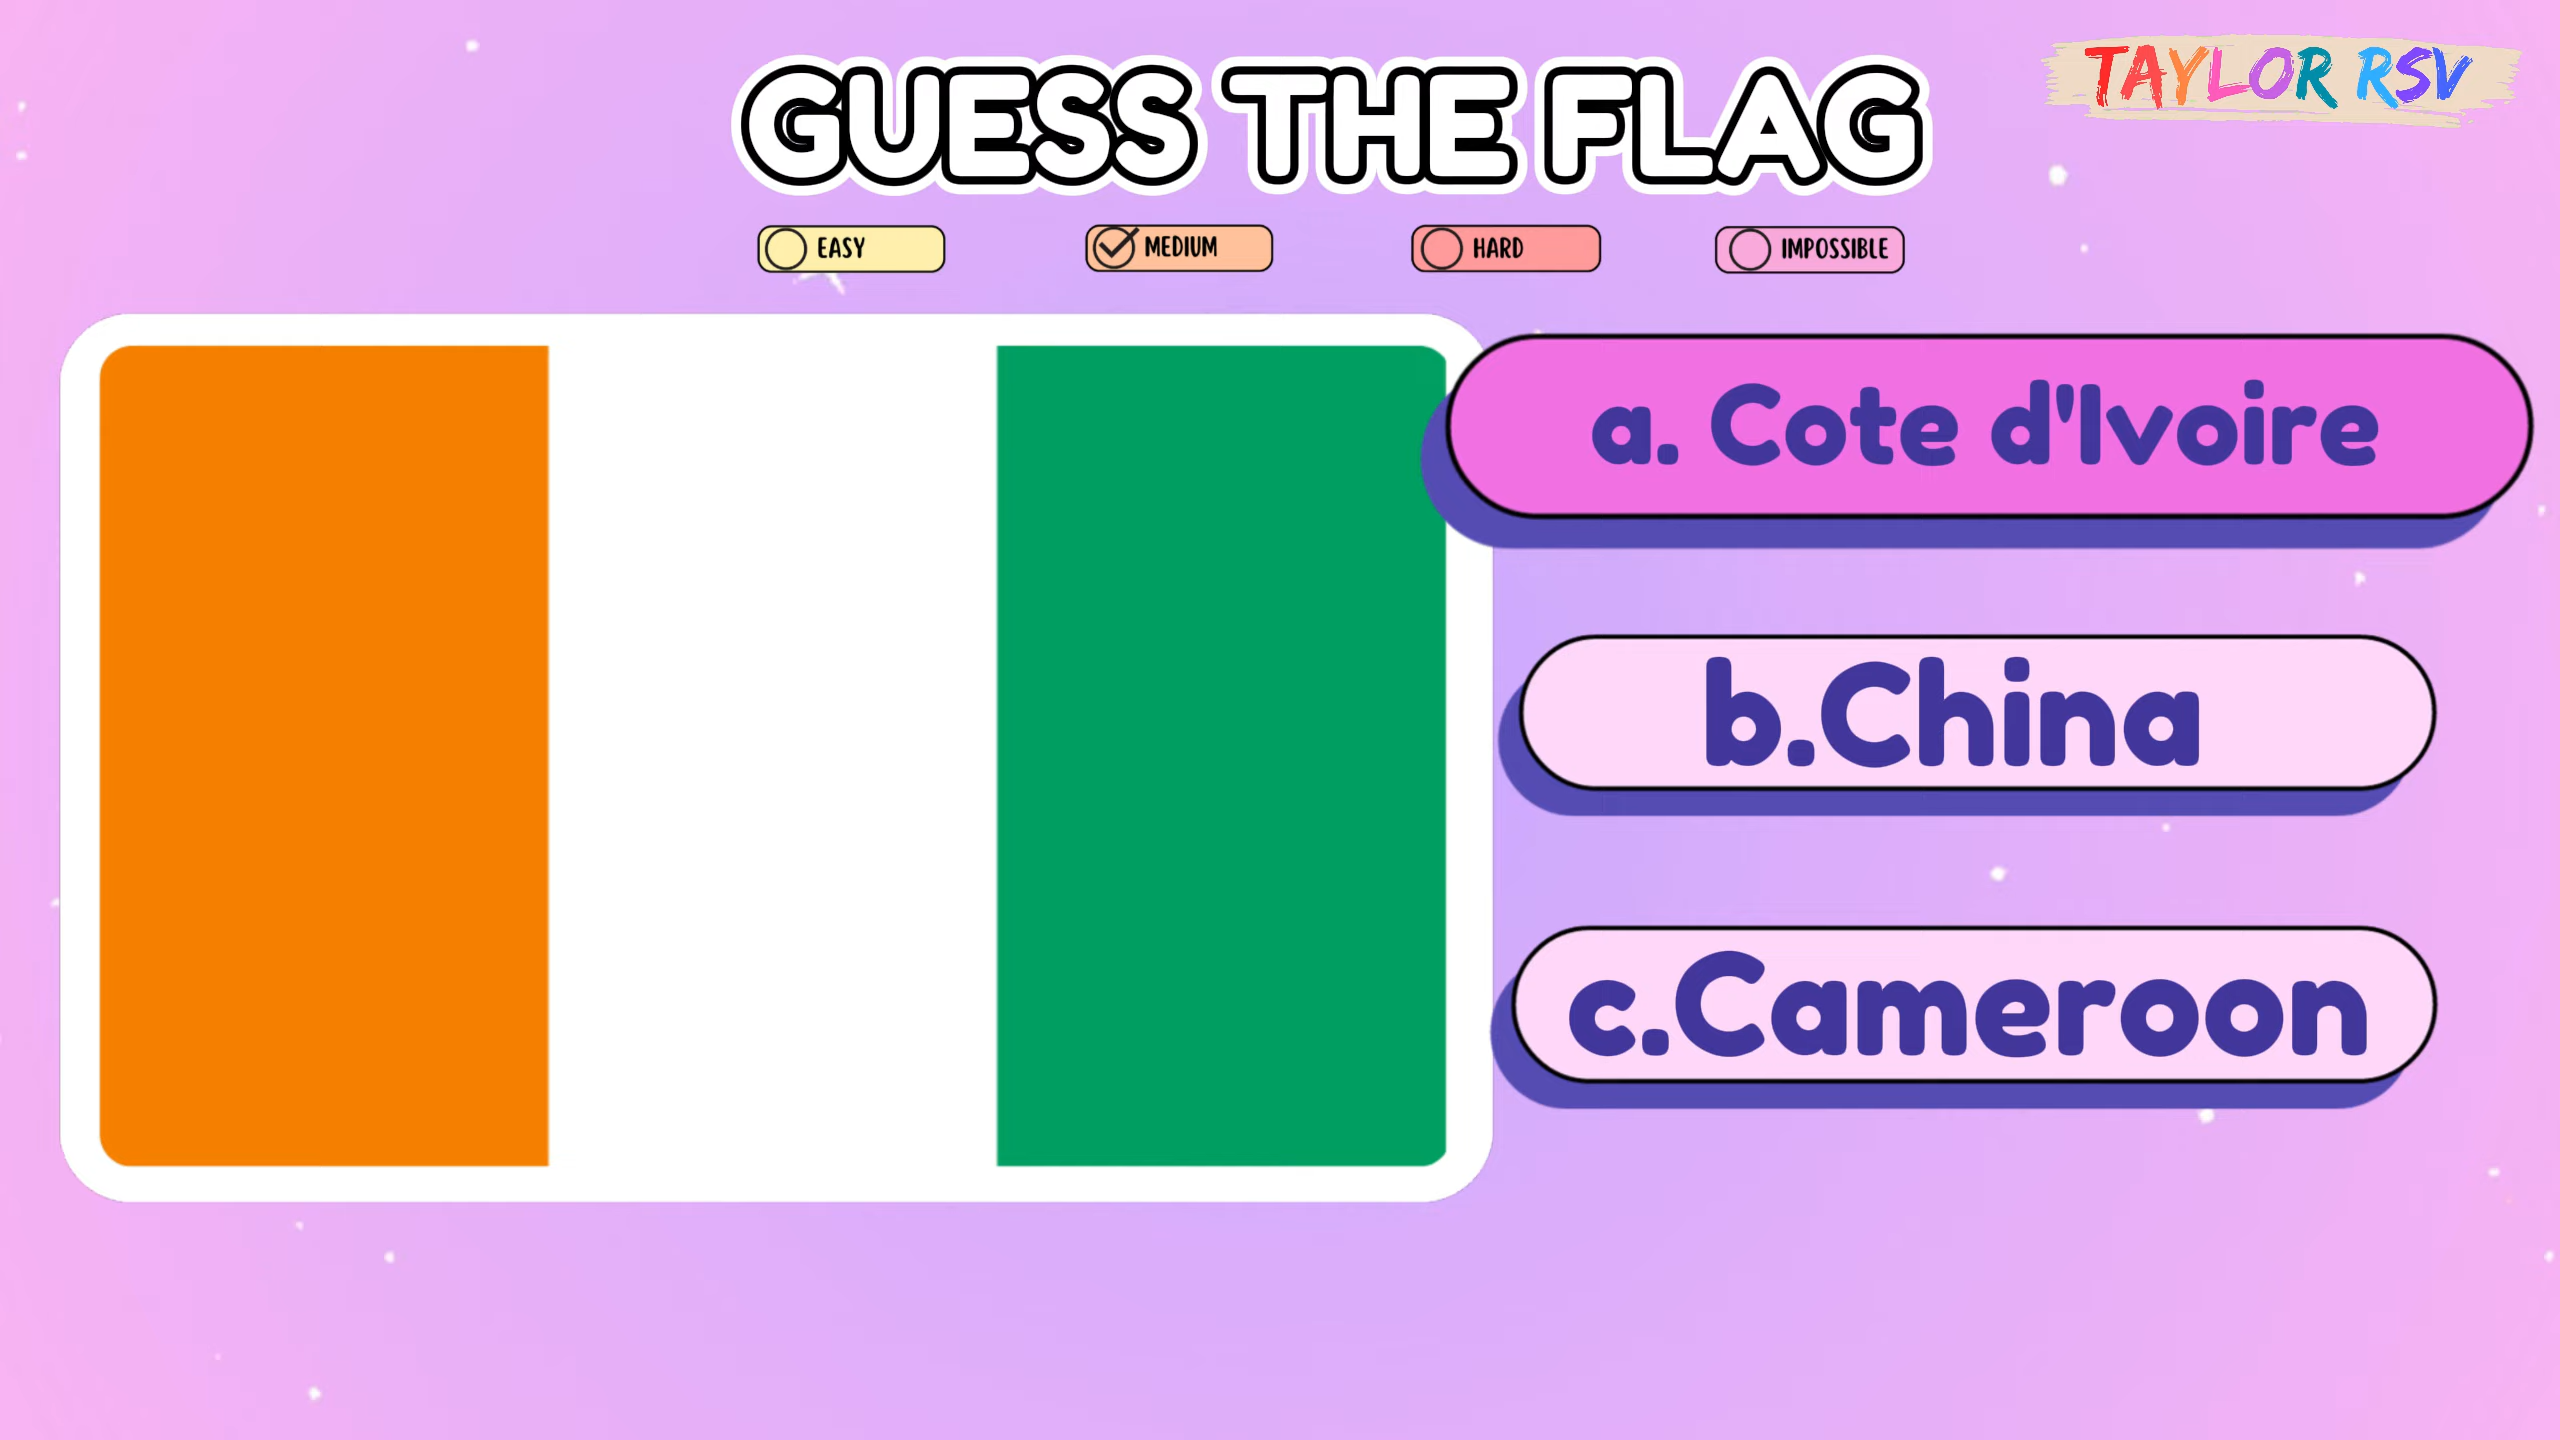 TAYLOR RSV
GUESS THE FLAG
EASY
MEDIUM
HARD
IMPOSSIBLE
a. Cote d'Ivoire
b.China
c.Cameroon